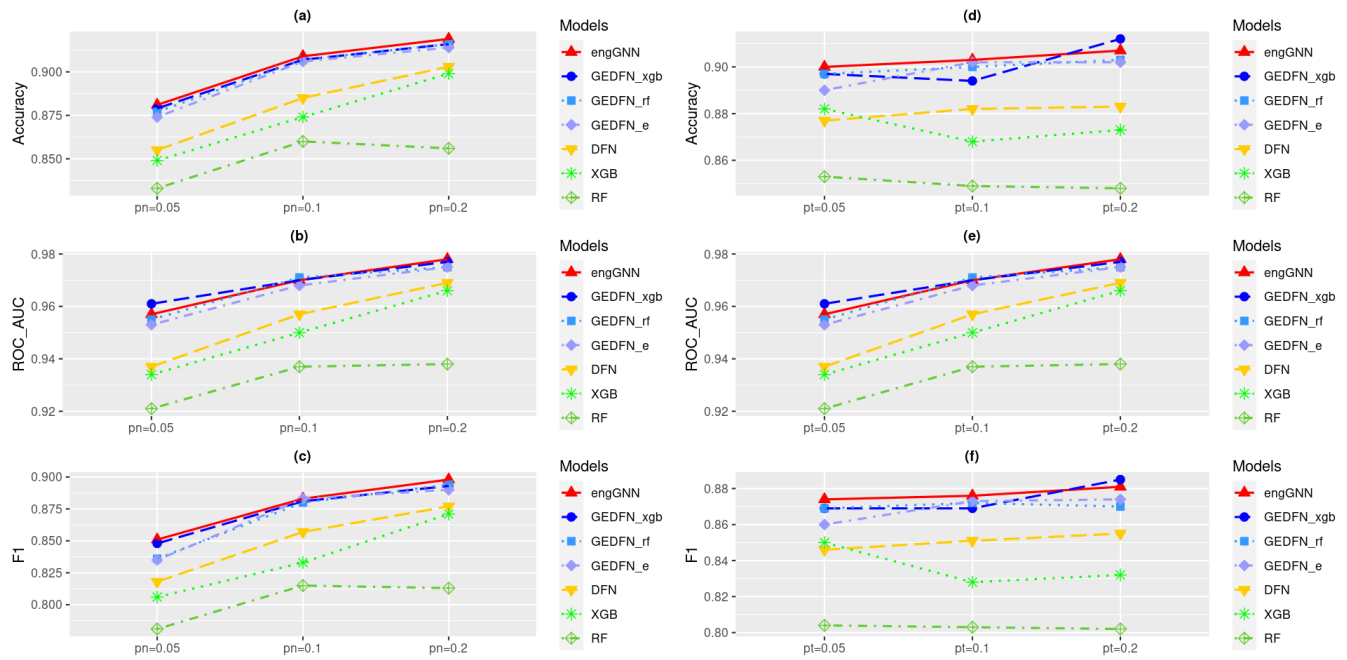 (a)
Accuracy
0.900
0.875
0.850
pn=0.05
pn=0.1
pn=0.2
Models
engGNN
GEDFN_xgb
GEDFN_rf
GEDFN_e
DFN
XGB
RF
(d)
Accuracy
0.90
0.88
0.86
pt=0.05
pt=0.1
pt=0.2
Models
engGNN
GEDFN_xgb
GEDFN_rf
GEDFN_e
DFN
XGB
RF
(b)
ROC_AUC
0.98
0.96
0.94
0.92
pn=0.05
pn=0.1
pn=0.2
Models
engGNN
GEDFN_xgb
GEDFN_rf
GEDFN_e
DFN
XGB
RF
(e)
ROC_AUC
0.98
0.96
0.94
0.92
pt=0.05
pt=0.1
pt=0.2
Models
engGNN
GEDFN_xgb
GEDFN_rf
GEDFN_e
DFN
XGB
RF
(c)
F1
0.900
0.875
0.850
0.825
0.800
pn=0.05
pn=0.1
pn=0.2
Models
engGNN
GEDFN_xgb
GEDFN_rf
GEDFN_e
DFN
XGB
RF
(f)
F1
0.88
0.86
0.84
0.82
0.80
pt=0.05
pt=0.1
pt=0.2
Models
engGNN
GEDFN_xgb
GEDFN_rf
GEDFN_e
DFN
XGB
RF